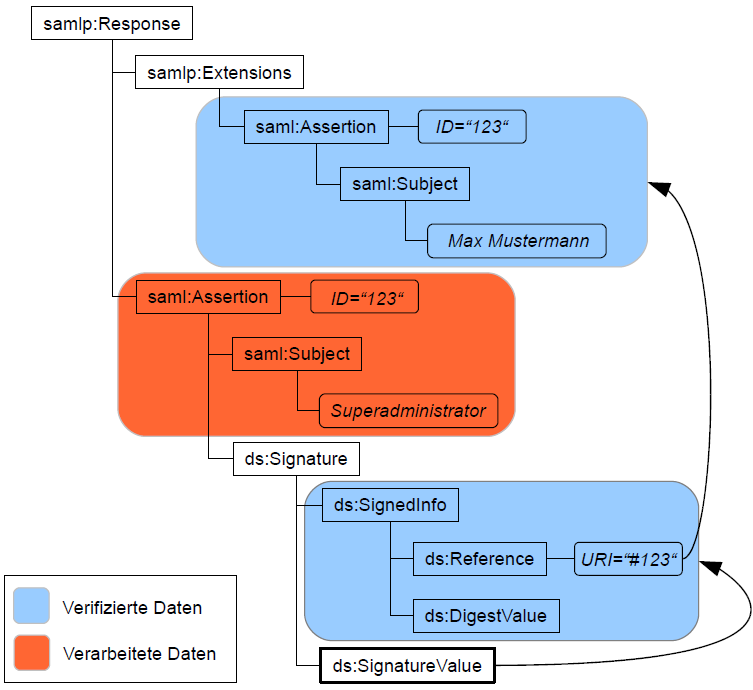 samlp:Response
samlp:Extensions
saml:Assertion
ID=“123“
saml:Subject
Max Mustermann
saml:Assertion
ID=“123“
saml:Subject
Superadministrator
ds:Signature
ds:SignedInfo
ds:Reference
URI=“#123“
ds:DigestValue
ds:SignatureValue
Verifizierte Daten
Verarbeitete Daten